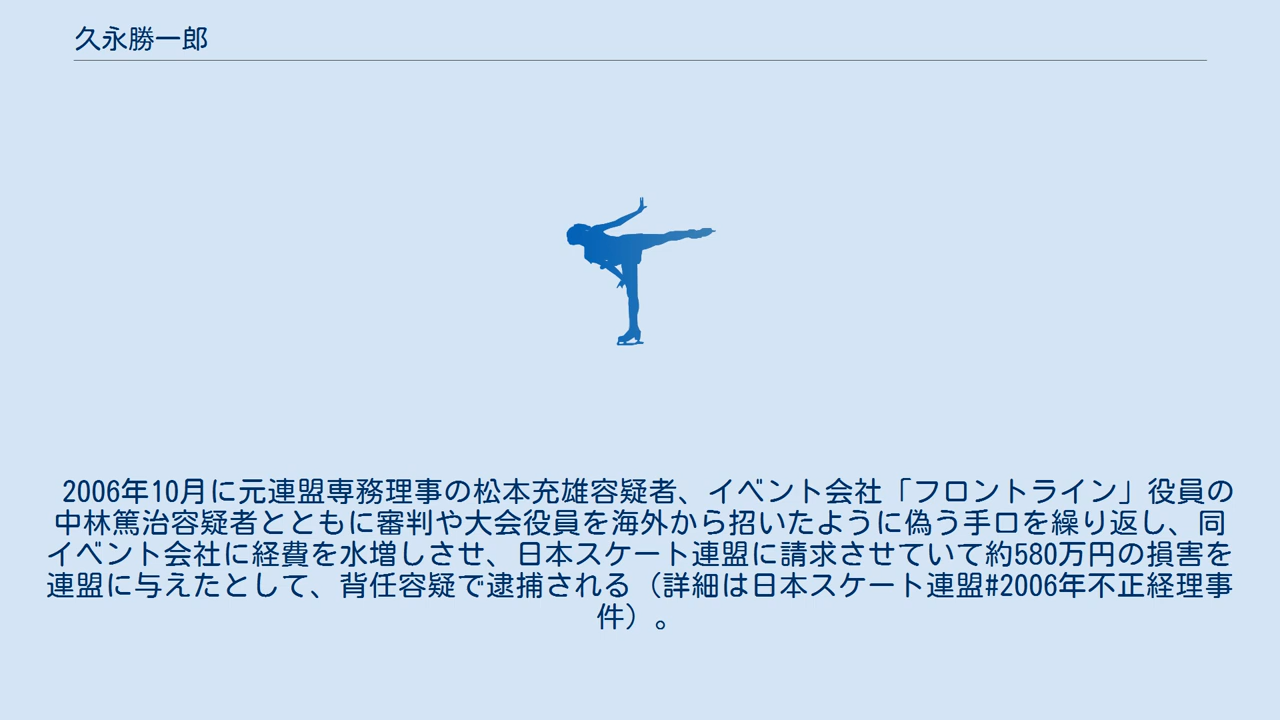 久永勝一郎
2006年10月に元連盟専務理事の松本充雄容疑者、イベント会社「フロントライン」役員の
中林篤治容疑者とともに審判や大会役員を海外から招いたように偽う手口を繰り返し、同
イベント会社に経費を水増しさせ、日本スケート連盟に請求させていて約580万円の損害を
連盟に与えたとして、背任容疑で逮捕される（詳細は日本スケート連盟#2006年不正経理事
件）。